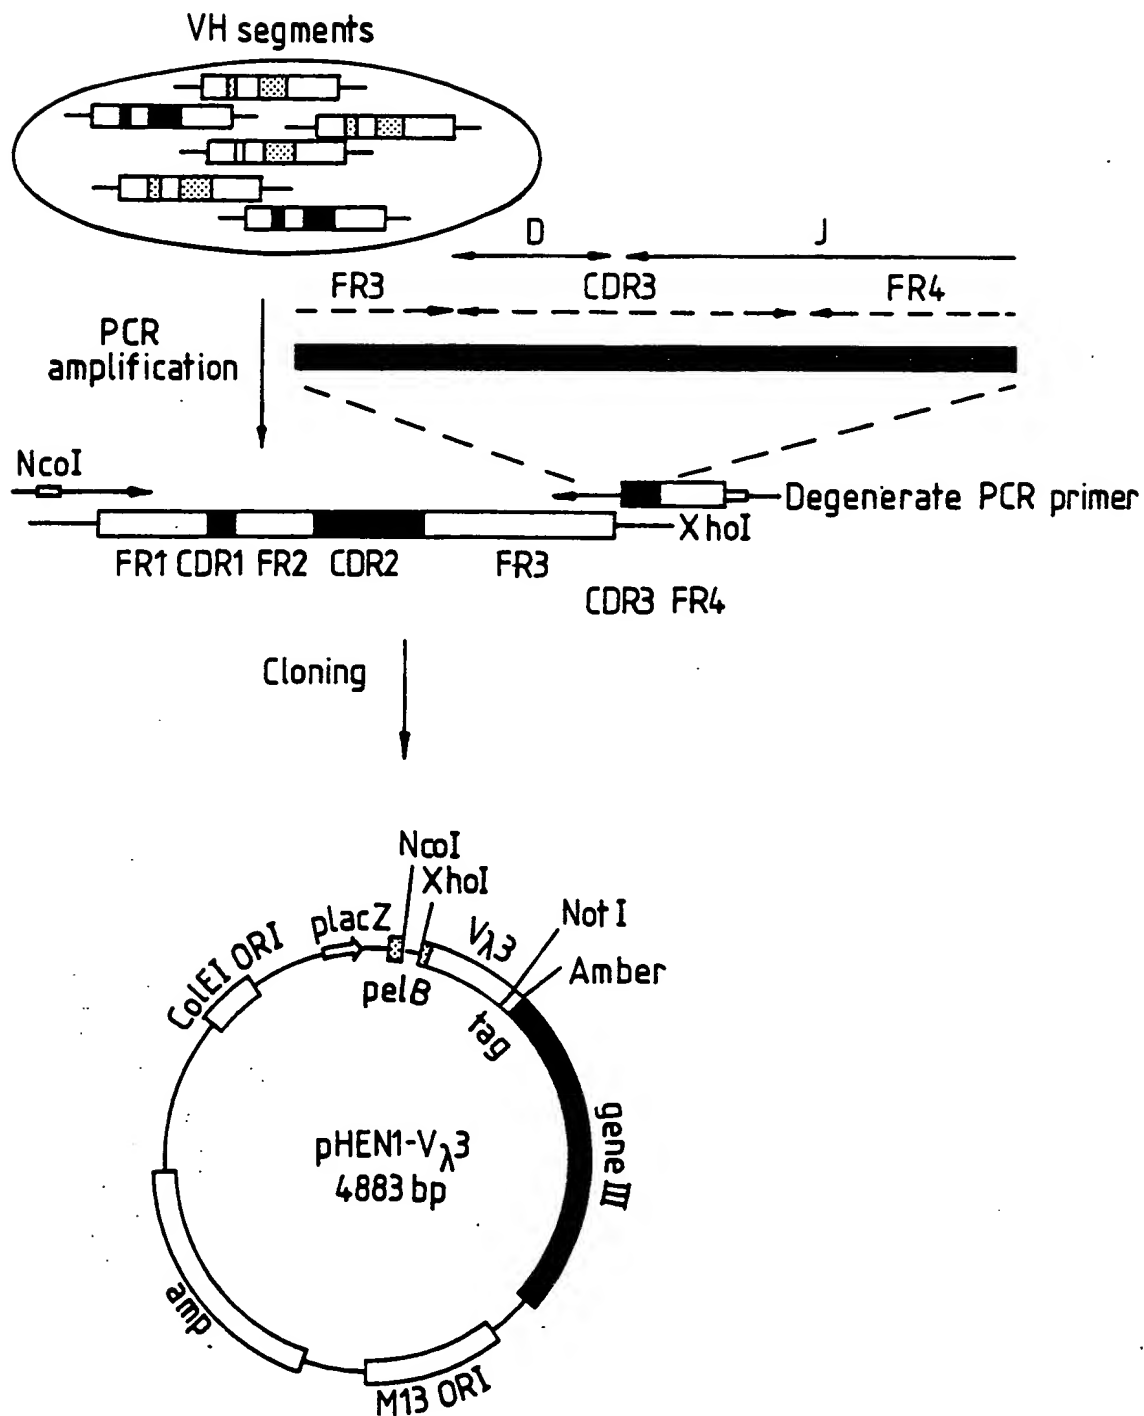 VH segments
D
J
FR3
CDR3
FR4
PCR
amplification
NcoI
Degenerate PCR primer
XhoI
FR1 CDR1 FR2 CDR2 FR3
CDR3 FR4
Cloning
NcoI
XhoI
placZ
Vλ3
Not I
Amber
ColEI ORI
pelB
tag
gene III
pHEN1-Vλ3
4883 bp
amp
M13 ORI